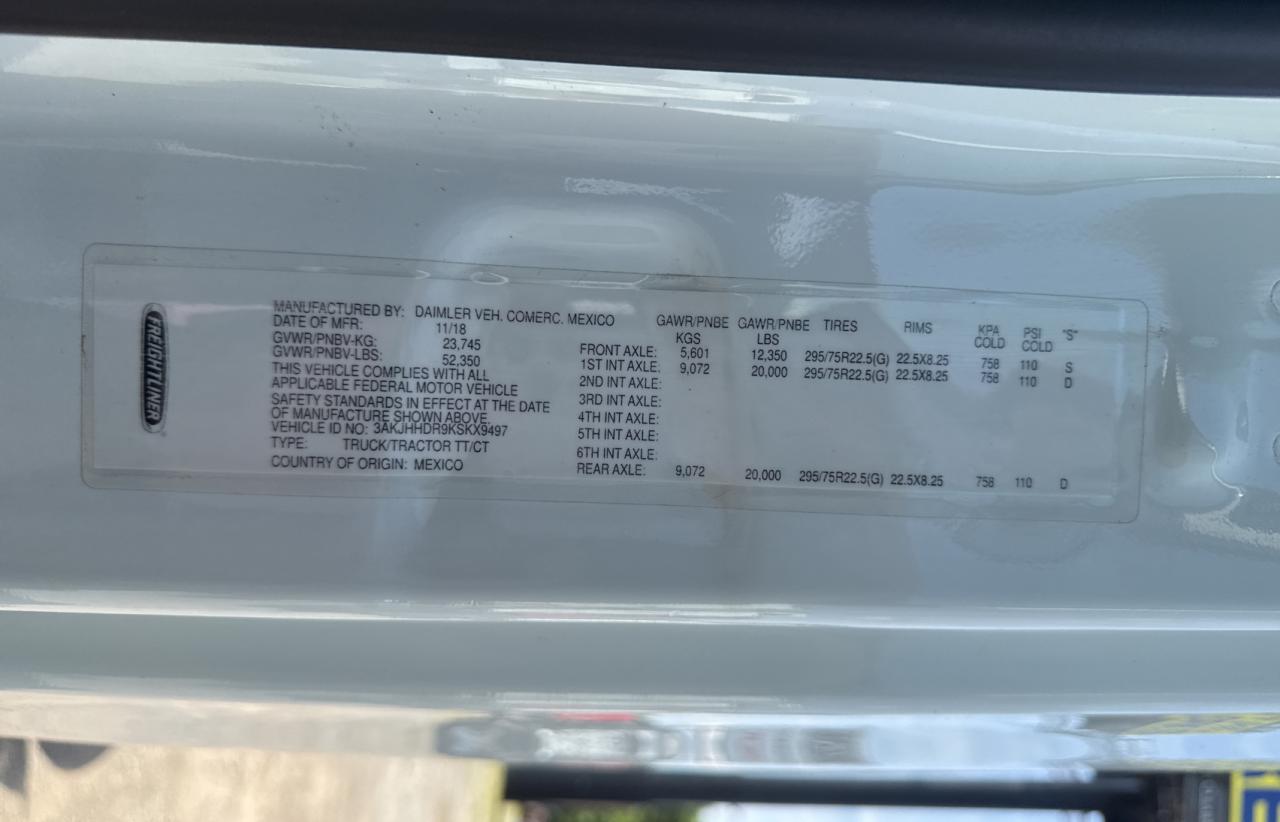 FREIGHTLINER
MANUFACTURED BY: DAIMLER VEH. COMERC. MEXICO
DATE OF MFR: 11/18
GVWR/PNBV-KG: 23,745
GVWR/PNBV-LBS: 52,350
THIS VEHICLE COMPLIES WITH ALL
APPLICABLE FEDERAL MOTOR VEHICLE
SAFETY STANDARDS IN EFFECT AT THE DATE
OF MANUFACTURE SHOWN ABOVE.
VEHICLE ID NO: 3AKJHHDR9KSKX9497
TYPE: TRUCK/TRACTOR TT/CT
COUNTRY OF ORIGIN: MEXICO
GAWR/PNBE GAWR/PNBE TIRES RIMS KPA PSI "S"
KGS LBS COLD COLD
FRONT AXLE: 5,601 12,350 295/75R22.5(G) 22.5X8.25 758 110 S
1ST INT AXLE: 9,072 20,000 295/75R22.5(G) 22.5X8.25 758 110 D
2ND INT AXLE:
3RD INT AXLE:
4TH INT AXLE:
5TH INT AXLE:
6TH INT AXLE:
REAR AXLE: 9,072 20,000 295/75R22.5(G) 22.5X8.25 758 110 D